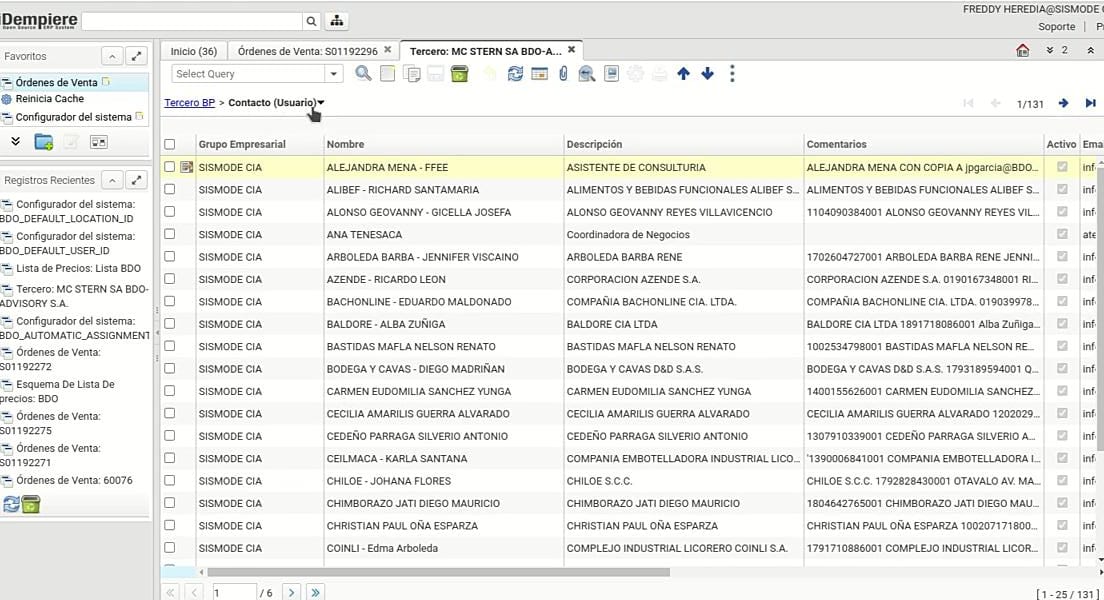 iDempiere
Open Source ERP System
FREDDY HEREDIA@SISMODE
Soporte
Favoritos
Órdenes de Venta
Reinicia Cache
Configurador del sistema
Registros Recientes
Configurador del sistema:
BDO_DEFAULT_LOCATION_ID
Configurador del sistema:
BDO_DEFAULT_USER_ID
Lista de Precios: Lista BDO
Tercero: MC STERN SA BDO-
ADVISORY S.A.
Configurador del sistema:
BDO_AUTOMATIC_ASSIGNMENT
Órdenes de Venta:
S01192272
Esquema De Lista De
precios: BDO
Órdenes de Venta:
S01192275
Órdenes de Venta:
S01192271
Órdenes de Venta: 60076
Inicio (36)
Órdenes de Venta: S01192296
Tercero: MC STERN SA BDO-A...
2
Select Query
Tercero BP > Contacto (Usuario)
1/131
Grupo Empresarial Nombre Descripción Comentarios Activo Ema
SISMODE CIA ALEJANDRA MENA - FFEE ASISTENTE DE CONSULTURIA ALEJANDRA MENA CON COPIA A jpgarcia@BDO... inf
SISMODE CIA ALIBEF - RICHARD SANTAMARIA ALIMENTOS Y BEBIDAS FUNCIONALES ALIBEF S... ALIMENTOS Y BEBIDAS FUNCIONALES ALIBEF S... inf
SISMODE CIA ALONSO GEOVANNY - GICELLA JOSEFA ALONSO GEOVANNY REYES VILLAVICENCIO 1104090384001 ALONSO GEOVANNY REYES VIL... inf
SISMODE CIA ANA TENESACA Coordinadora de Negocios ate
SISMODE CIA ARBOLEDA BARBA - JENNIFER VISCAINO ARBOLEDA BARBA RENE 1702604727001 ARBOLEDA BARBA RENE JENNI... inf
SISMODE CIA AZENDE - RICARDO LEON CORPORACION AZENDE S.A. CORPORACION AZENDE S.A. 0190167348001 RI... inf
SISMODE CIA BACHONLINE - EDUARDO MALDONADO COMPAÑIA BACHONLINE CIA. LTDA. COMPAÑIA BACHONLINE CIA. LTDA. 019039978... inf
SISMODE CIA BALDORE - ALBA ZUÑIGA BALDORE CIA LTDA BALDORE CIA LTDA 1891718086001 Alba Zuñiga... inf
SISMODE CIA BASTIDAS MAFLA NELSON RENATO BASTIDAS MAFLA NELSON RENATO 1002534798001 BASTIDAS MAFLA NELSON RE... inf
SISMODE CIA BODEGA Y CAVAS - DIEGO MADRIÑAN BODEGA Y CAVAS D&D S.A.S. BODEGA Y CAVAS D&D S.A.S. 1793189594001 Q... inf
SISMODE CIA CARMEN EUDOMILIA SANCHEZ YUNGA CARMEN EUDOMILIA SANCHEZ YUNGA 1400155626001 CARMEN EUDOMILIA SANCHEZ... inf
SISMODE CIA CECILIA AMARILIS GUERRA ALVARADO CECILIA AMARILIS GUERRA ALVARADO CECILIA AMARILIS GUERRA ALVARADO 1202029... inf
SISMODE CIA CEDEÑO PARRAGA SILVERIO ANTONIO CEDEÑO PARRAGA SILVERIO ANTONIO 1307910339001 CEDEÑO PARRAGA SILVERIO A... inf
SISMODE CIA CEILMACA - KARLA SANTANA COMPANIA EMBOTELLADORA INDUSTRIAL LICO... '1390006841001 COMPANIA EMBOTELLADORA I... inf
SISMODE CIA CHILOE - JOHANA FLORES CHILOE S.C.C. CHILOE S.C.C. 1792828430001 OTAVALO AV. MA... inf
SISMODE CIA CHIMBORAZO JATI DIEGO MAURICIO CHIMBORAZO JATI DIEGO MAURICIO 1804642765001 CHIMBORAZO JATI DIEGO MAU... inf
SISMODE CIA CHRISTIAN PAUL OÑA ESPARZA CHRISTIAN PAUL OÑA ESPARZA CHRISTIAN PAUL OÑA ESPARZA 100207171800... inf
SISMODE CIA COINLI - Edma Arboleda COMPLEJO INDUSTRIAL LICORERO COINLI S.A. 1791710886001 COMPLEJO INDUSTRIAL LICOR... inf
1 / 6
[ 1 - 25 / 131 ]